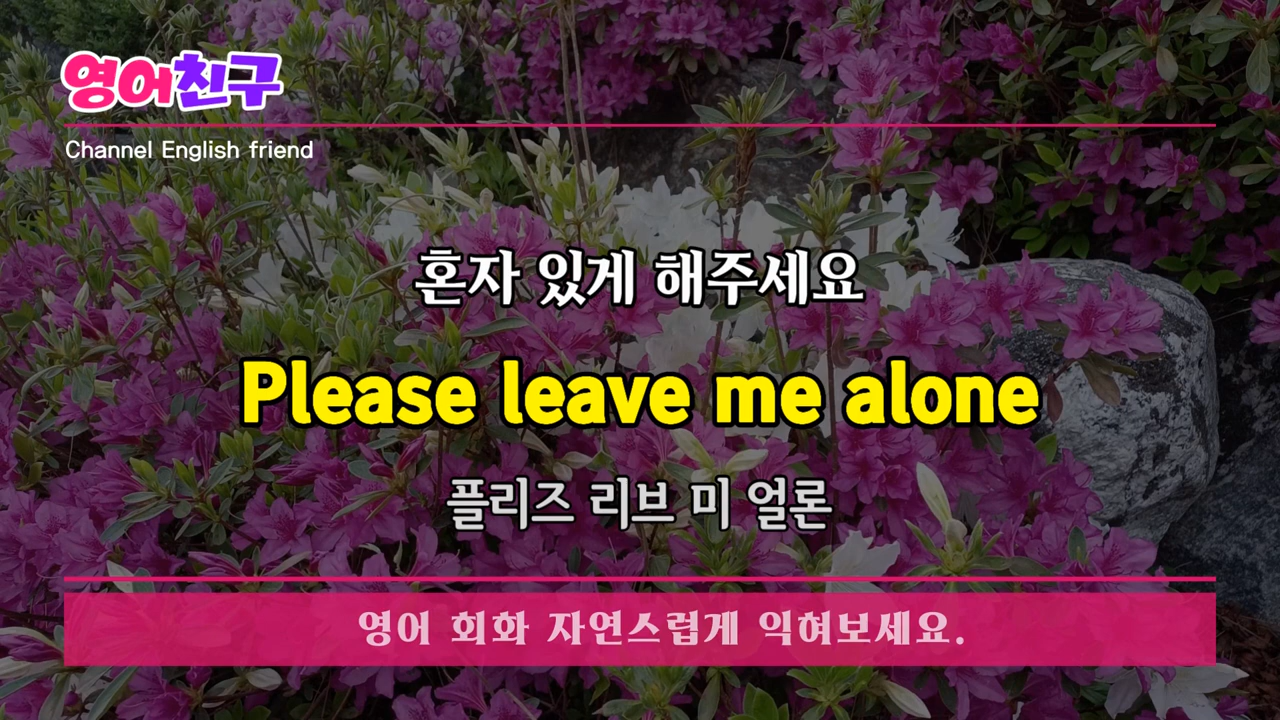 영어친구
Channel English friend
혼자 있게 해주세요
Please leave me alone
플리즈 리브 미 얼론
영어 회화 자연스럽게 익혀보세요.